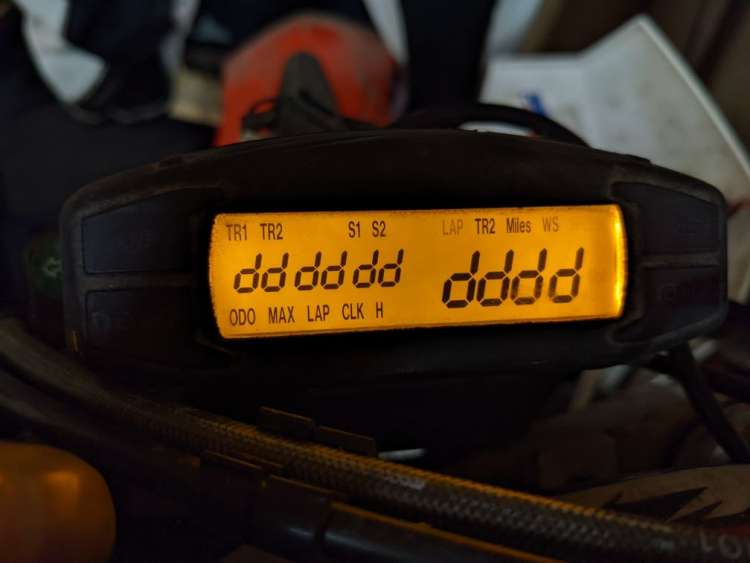 TR1 TR2 S1 S2 LAP TR2 Miles WS
dddddd dddd
ODO MAX LAP CLK H